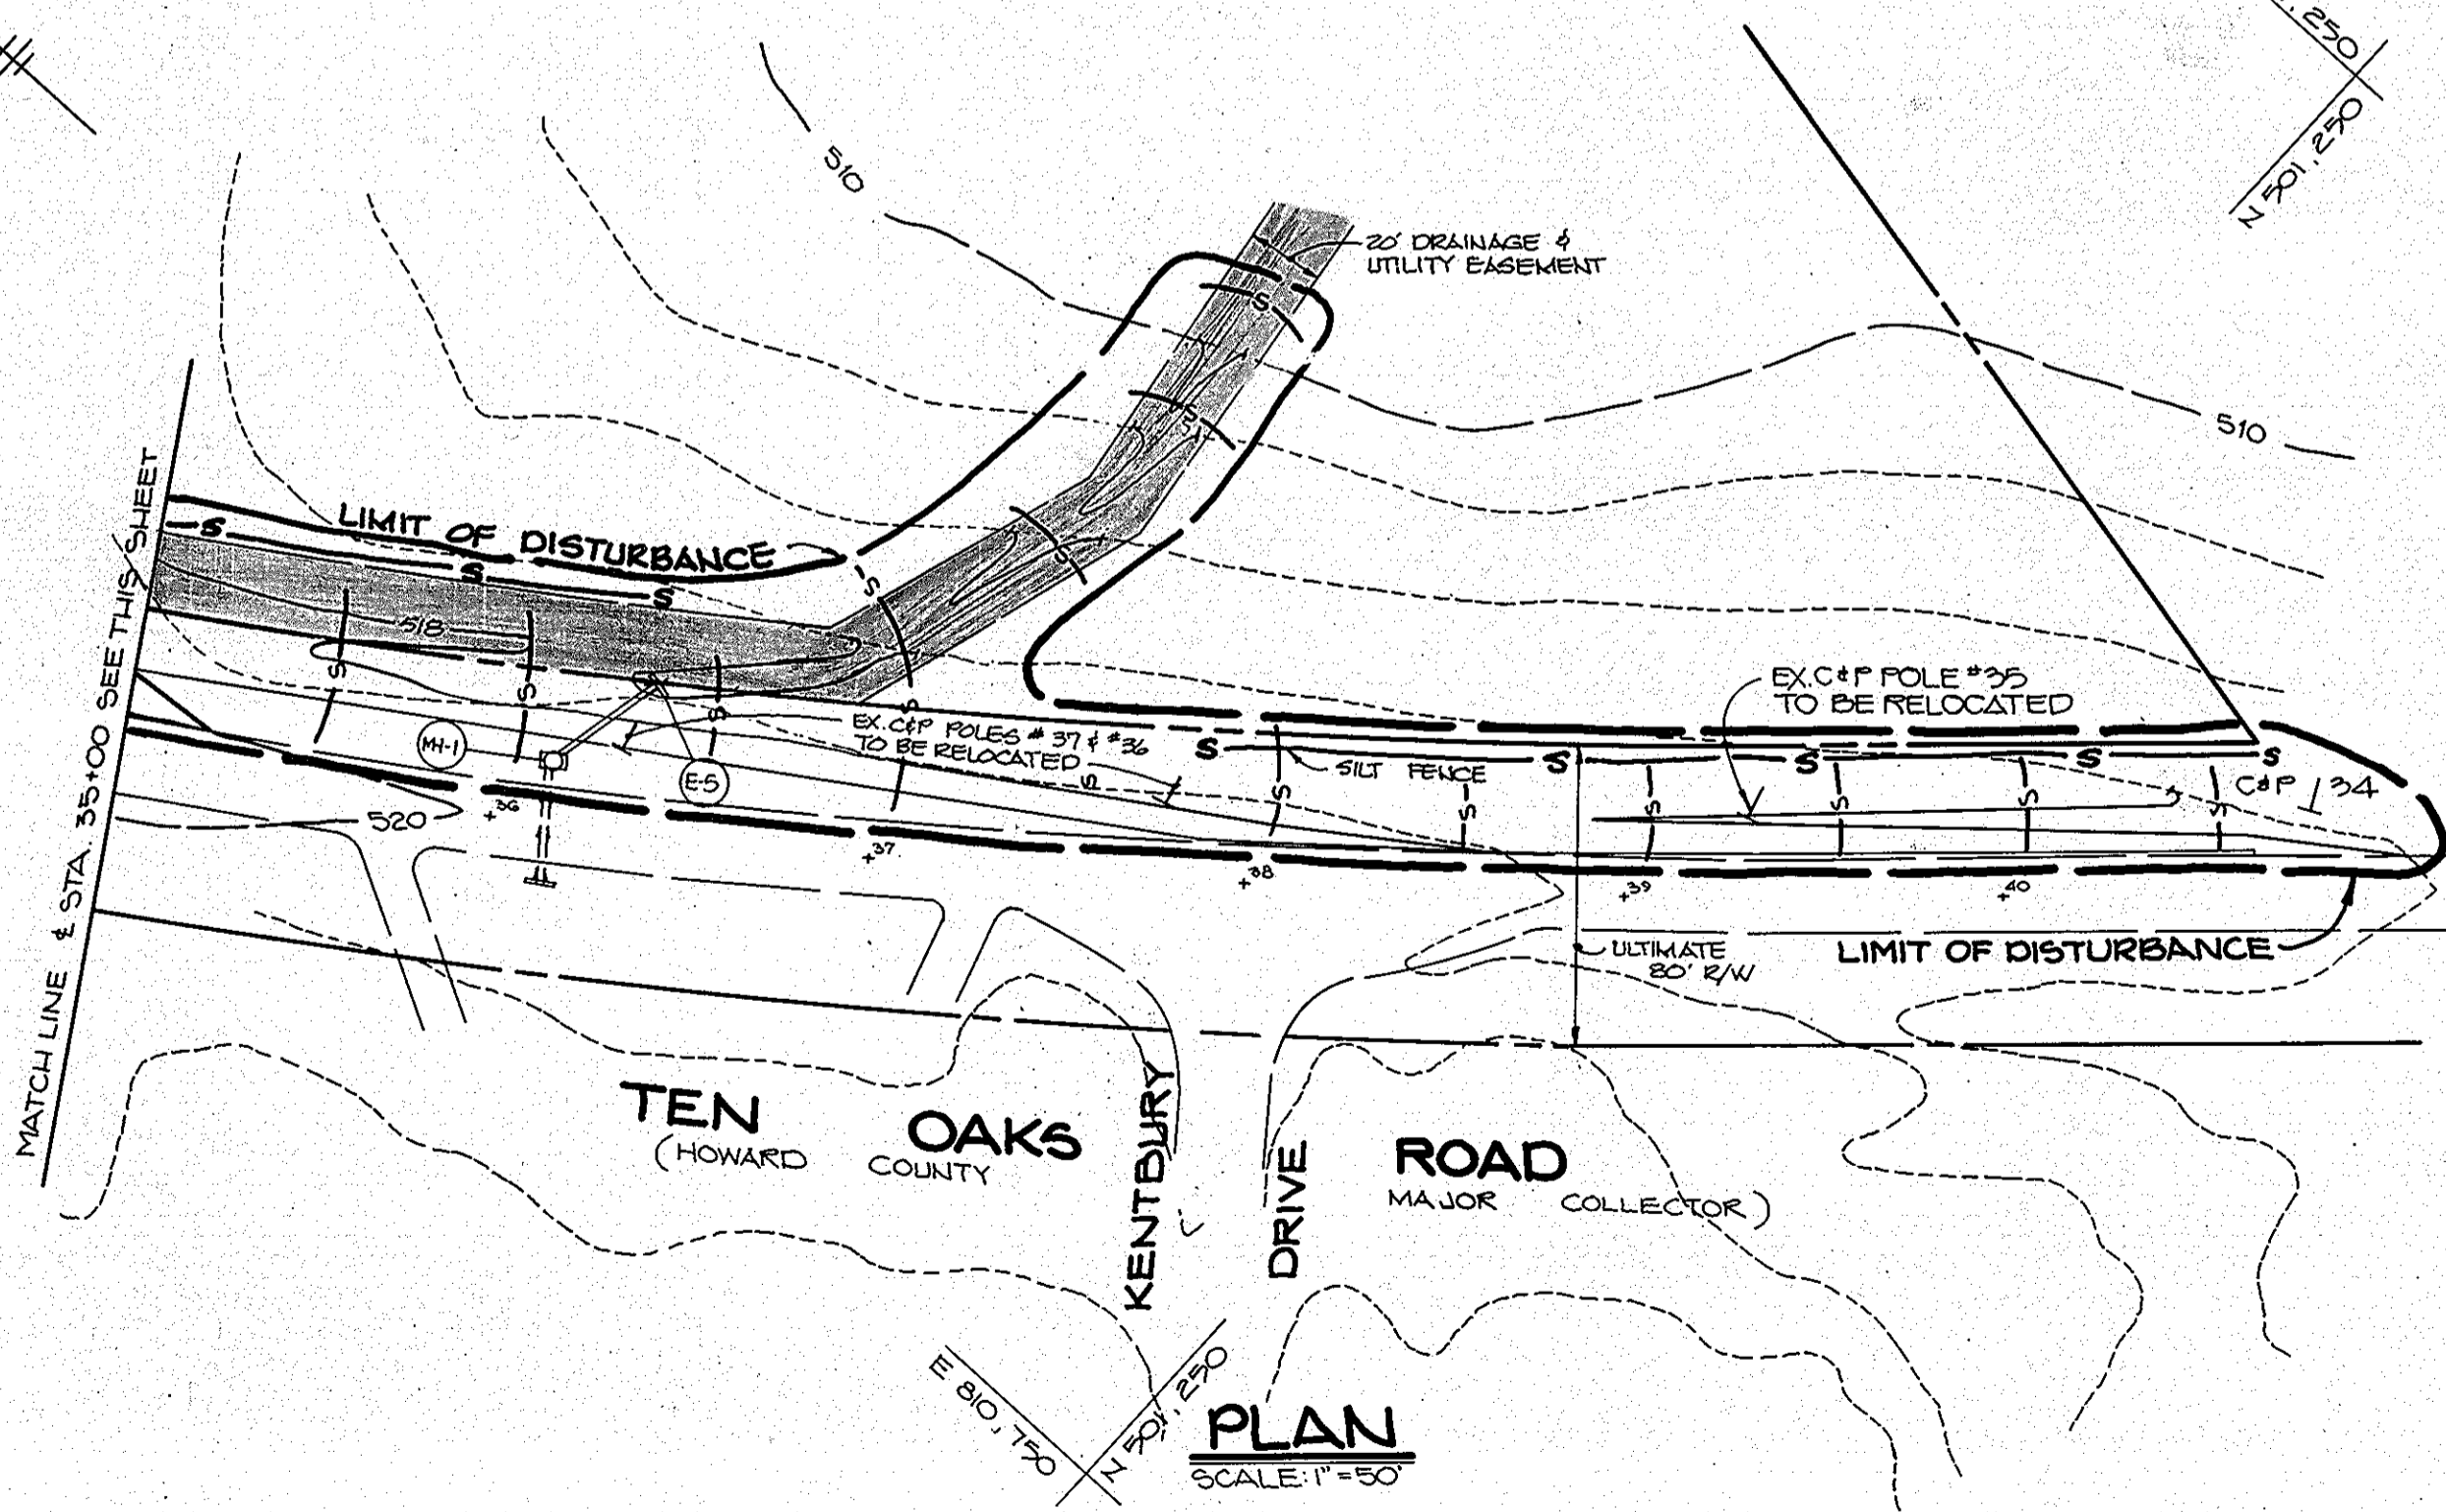 ,250
N 501,250
510
20' DRAINAGE &
UTILITY EASEMENT
S
510
MATCH LINE ℄ STA. 35+00 SEE THIS SHEET
LIMIT OF DISTURBANCE
S
S
S
S
S
S
518
S
S
S
S
EX. C&P POLE #35
TO BE RELOCATED
MH-1
E-5
EX. C&P POLES #37 & #36
TO BE RELOCATED
S
S
SILT FENCE
S
S
S
S
C&P 34
S
S
S
S
S
S
520
+36
+37
+38
+39
+40
ULTIMATE
80' R/W
LIMIT OF DISTURBANCE
TEN OAKS ROAD
(HOWARD COUNTY MAJOR COLLECTOR)
KENTBURY DRIVE
E 810,750
N 501,250
PLAN
SCALE: 1"=50'